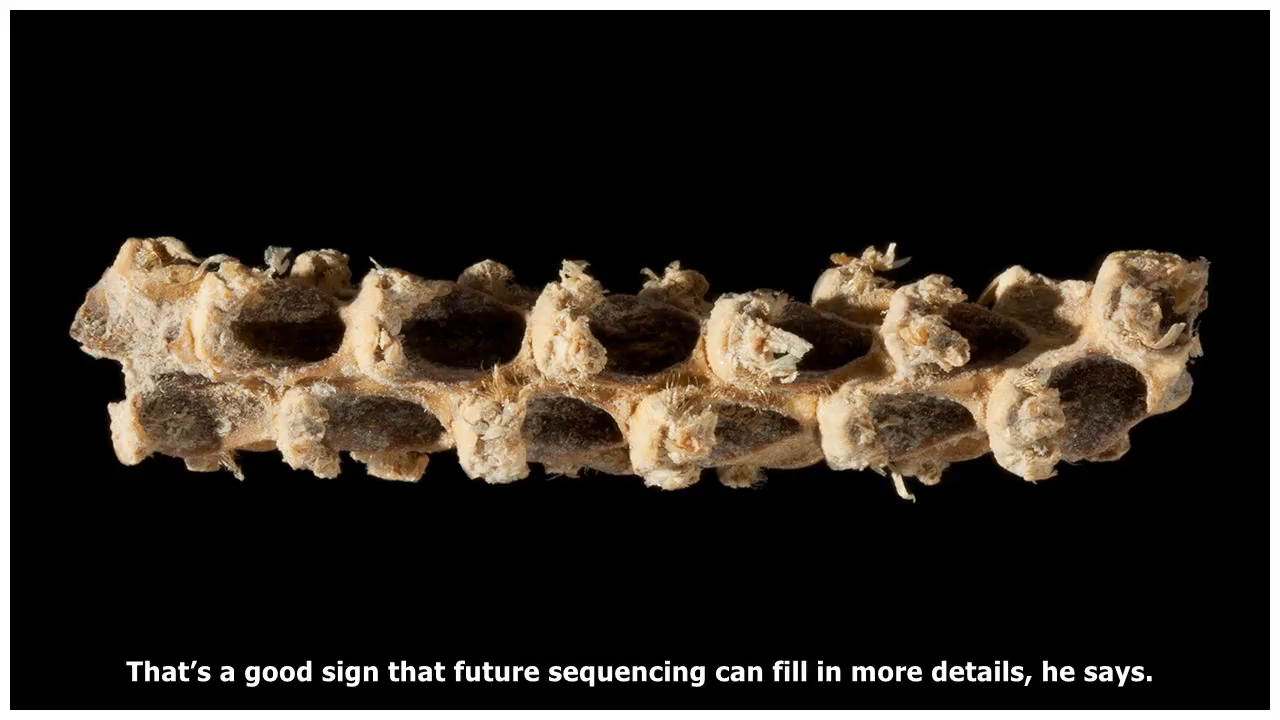 That’s a good sign that future sequencing can fill in more details, he says.